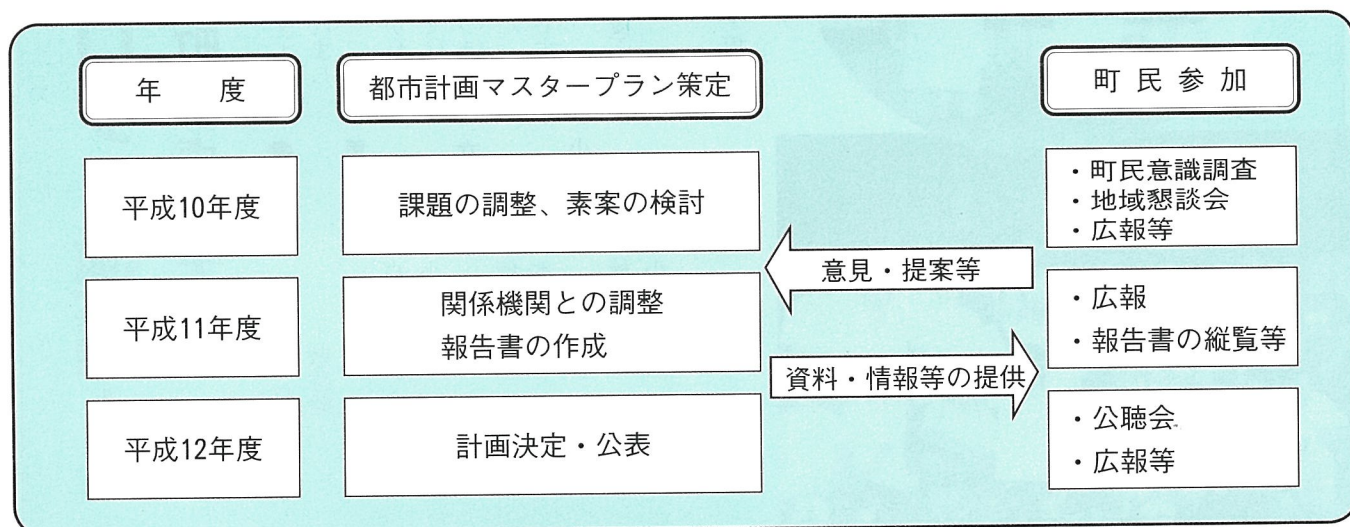 年 度
都市計画マスタープラン策定
町 民 参 加
平成10年度
課題の調整、素案の検討
・町民意識調査
・地域懇談会
・広報等
意見・提案等
平成11年度
関係機関との調整
報告書の作成
・広報
・報告書の縦覧等
資料・情報等の提供
平成12年度
計画決定・公表
・公聴会
・広報等